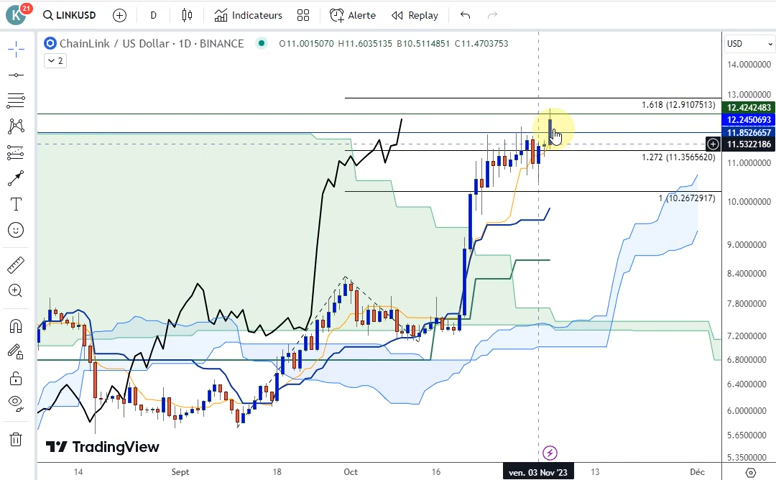 K
21
LINKUSD
D
Indicateurs
Alerte
Replay
ChainLink / US Dollar · 1D · BINANCE
O11.0015070 H11.6035135 B10.5114851 C11.4703753
2
USD
14.0000000
13.0000000
1.618 (12.9107513)
12.4242483
12.2450693
11.8526657
11.5322186
1.272 (11.3565620)
11.0000000
1 (10.2672917)
10.0000000
9.0000000
8.4000000
7.8000000
7.2000000
6.8000000
6.4000000
6.0000000
5.6500000
5.3500000
TradingView
14
Sept
18
Oct
16
ven. 03 Nov '23
13
Déc